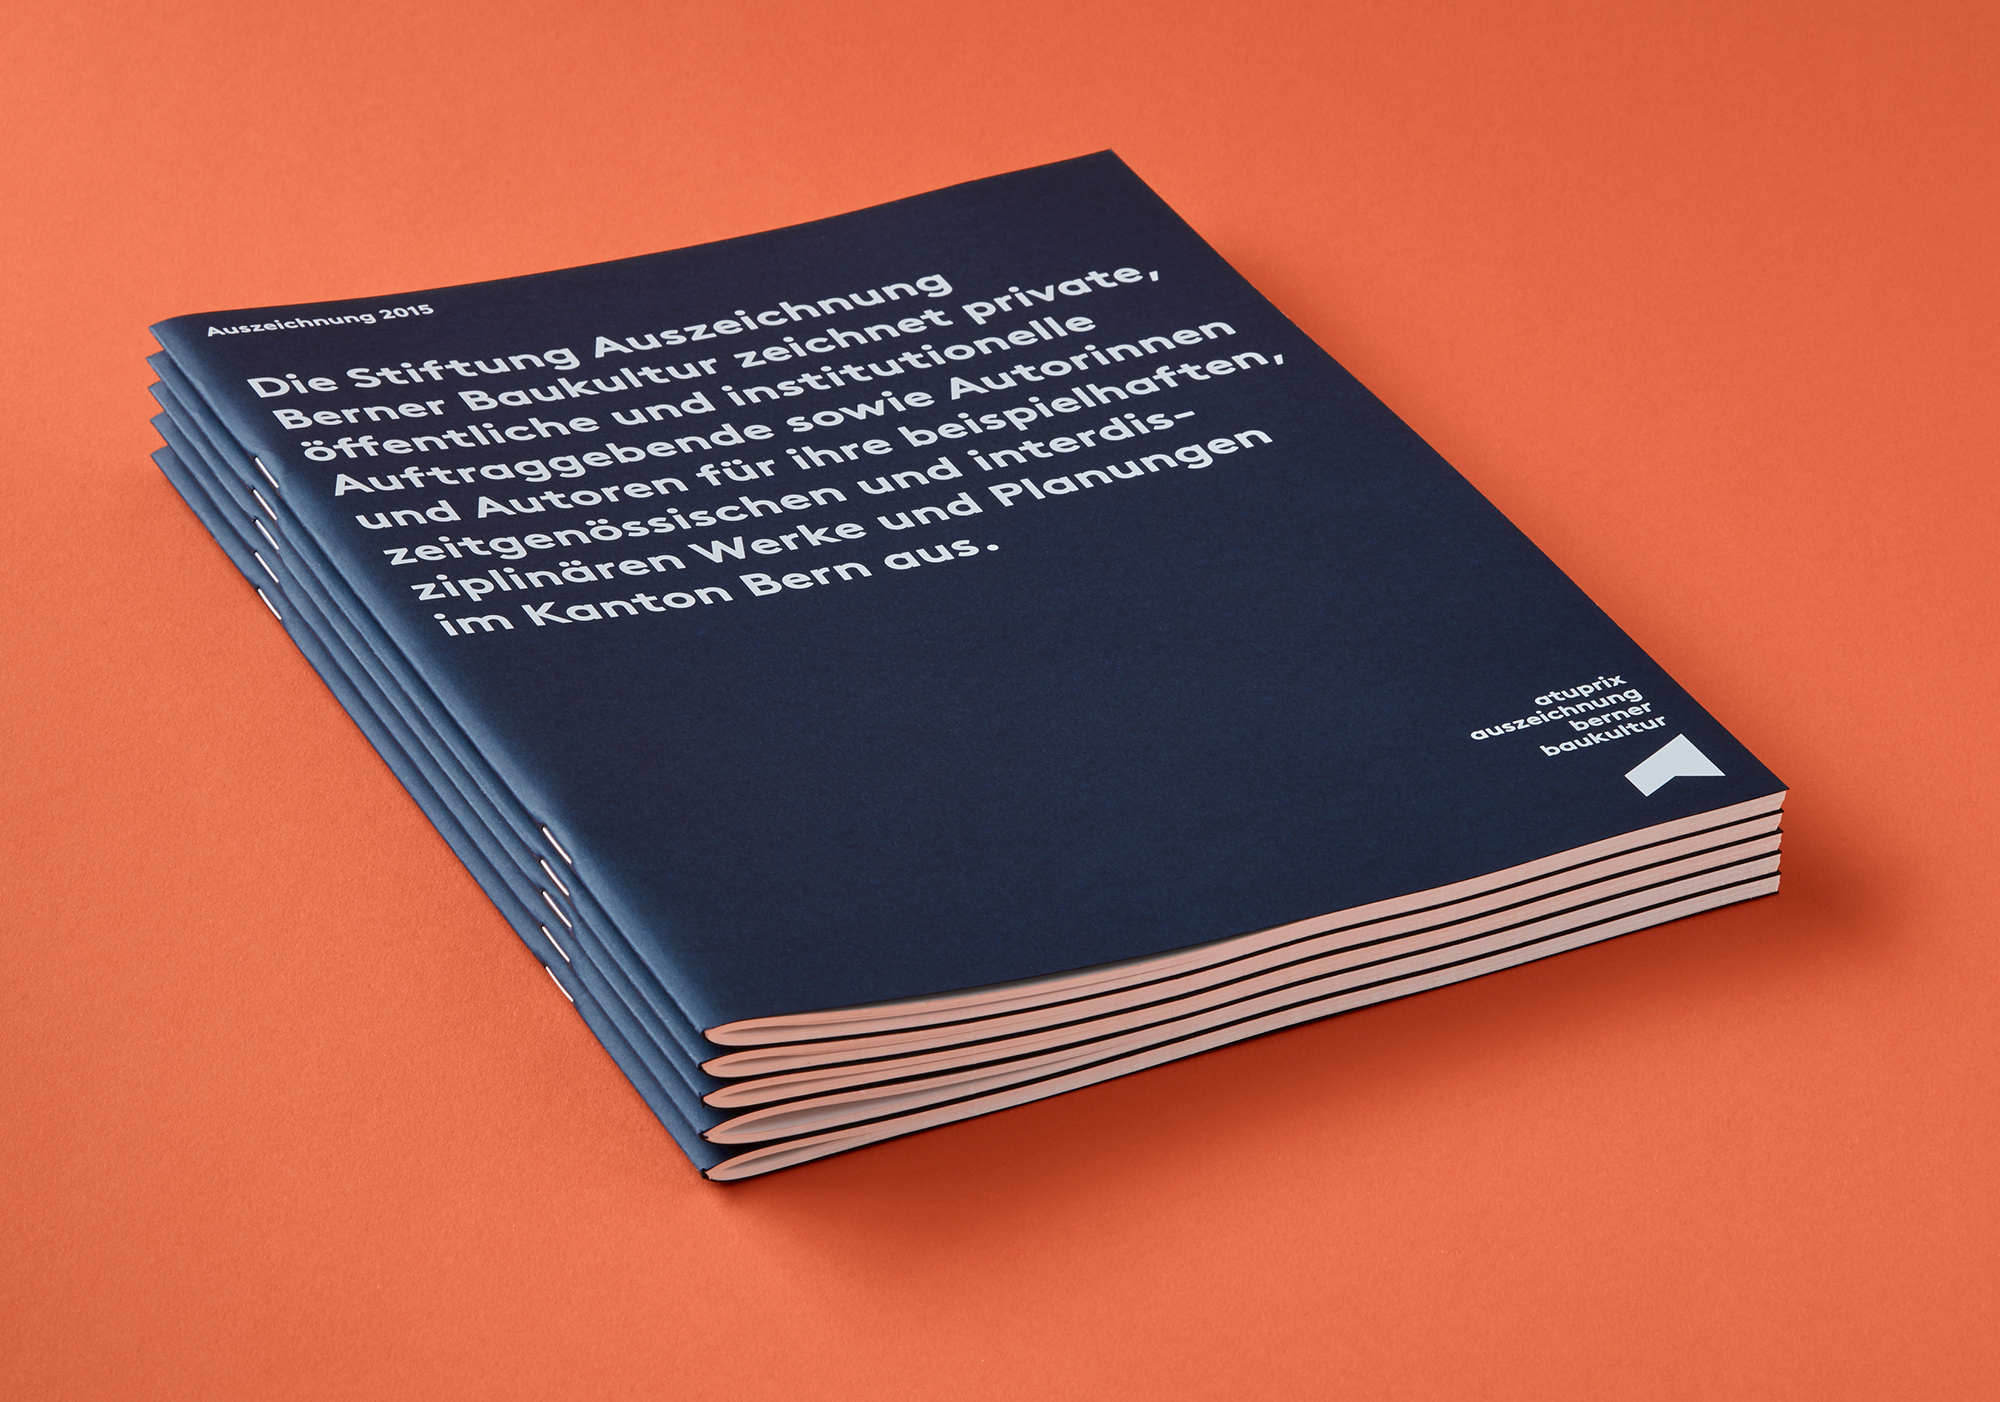 Auszeichnung 2015
Die Stiftung Auszeichnung
Berner Baukultur zeichnet private,
öffentliche und institutionelle
Auftraggebende sowie Autorinnen
und Autoren für ihre beispielhaften,
zeitgenössischen und interdis-
ziplinären Werke und Planungen
im Kanton Bern aus.
atuprix
auszeichnung
berner
baukultur